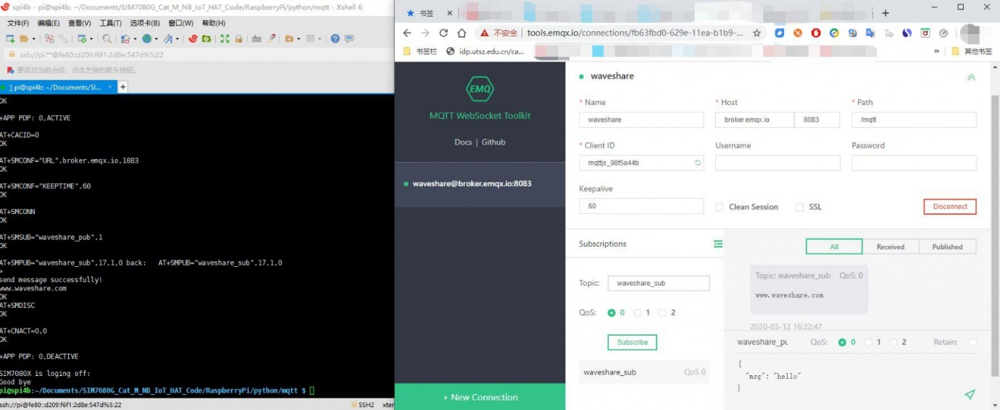 spi4b - pi@spi4b: ~/Documents/SIM7080G_Cat_M_NB_IoT_HAT_Code/RaspberryPi/python/mqtt - Xshell 6
文件(F) 编辑(E) 查看(V) 工具(T) 选项卡(B) 窗口(W) 帮助(H)
ssh://pi:**@fe80::d209:f6f1:2d8e:547d%5:22
要添加当前会话，点击左侧的箭头按钮。
1 pi@spi4b: ~/Documents/SI... × +
OK
+APP PDP: 0,ACTIVE
AT+CACID=0
OK
AT+SMCONF="URL",broker.emqx.io,1883
OK
AT+SMCONF="KEEPTIME",60
OK
AT+SMCONN
OK
AT+SMSUB="waveshare_pub",1
OK
AT+SMPUB="waveshare_sub",17,1,0 back: AT+SMPUB="waveshare_sub",17,1,0
>
send message successfully!
www.waveshare.com
OK
AT+SMDISC
OK
AT+CNACT=0,0
OK
+APP PDP: 0,DEACTIVE
SIM7080X is loging off:
Good bye
pi@spi4b:~/Documents/SIM7080G_Cat_M_NB_IoT_HAT_Code/RaspberryPi/python/mqtt $
ssh://pi@fe80::d209:f6f1:2d8e:547d%5:22 SSH2 xter
书签
不安全 | tools.emqx.io/connections/fb63fbd0-629e-11ea-b1b9-...
书签栏 idp.utsz.edu.cn/ca... » 其他书签
EMQ
MQTT WebSocket Toolkit
Docs | Github
waveshare@broker.emqx.io:8083
+ New Connection
waveshare
* Name * Host * Path
waveshare broker.emqx.io 8083 /mqtt
* Client ID Username Password
mqttjs_98f5a44b
Keepalive
60 Clean Session SSL Disconnect
Subscriptions
Topic: waveshare_sub
QoS: 0 1 2
Subscribe
waveshare_sub QoS 0
All Received Published
Topic: waveshare_sub QoS: 0
www.waveshare.com
2020-03-12 16:22:47
waveshare_pu QoS: 0 1 2 Retain:
{
"msg": "hello"
}